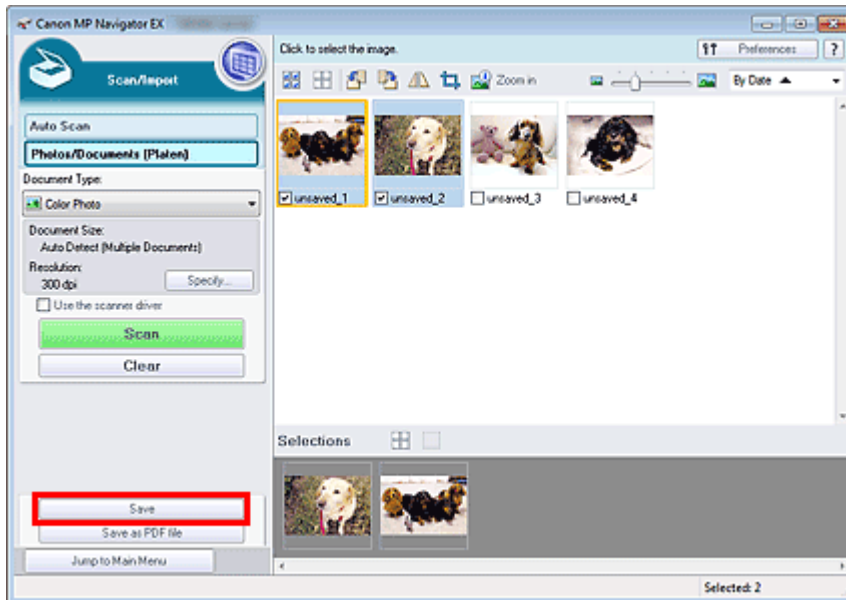 Canon MP Navigator EX
Scan/Import
Auto Scan
Photos/Documents (Platen)
Document Type:
Color Photo
Document Size:
Auto Detect (Multiple Documents)
Resolution:
300 dpi
Specify...
Use the scanner driver
Scan
Clear
Save
Save as PDF file
Jump to Main Menu
Click to select the image.
Preferences
?
Zoom in
By Date
unsaved_1
unsaved_2
unsaved_3
unsaved_4
Selections
Selected: 2